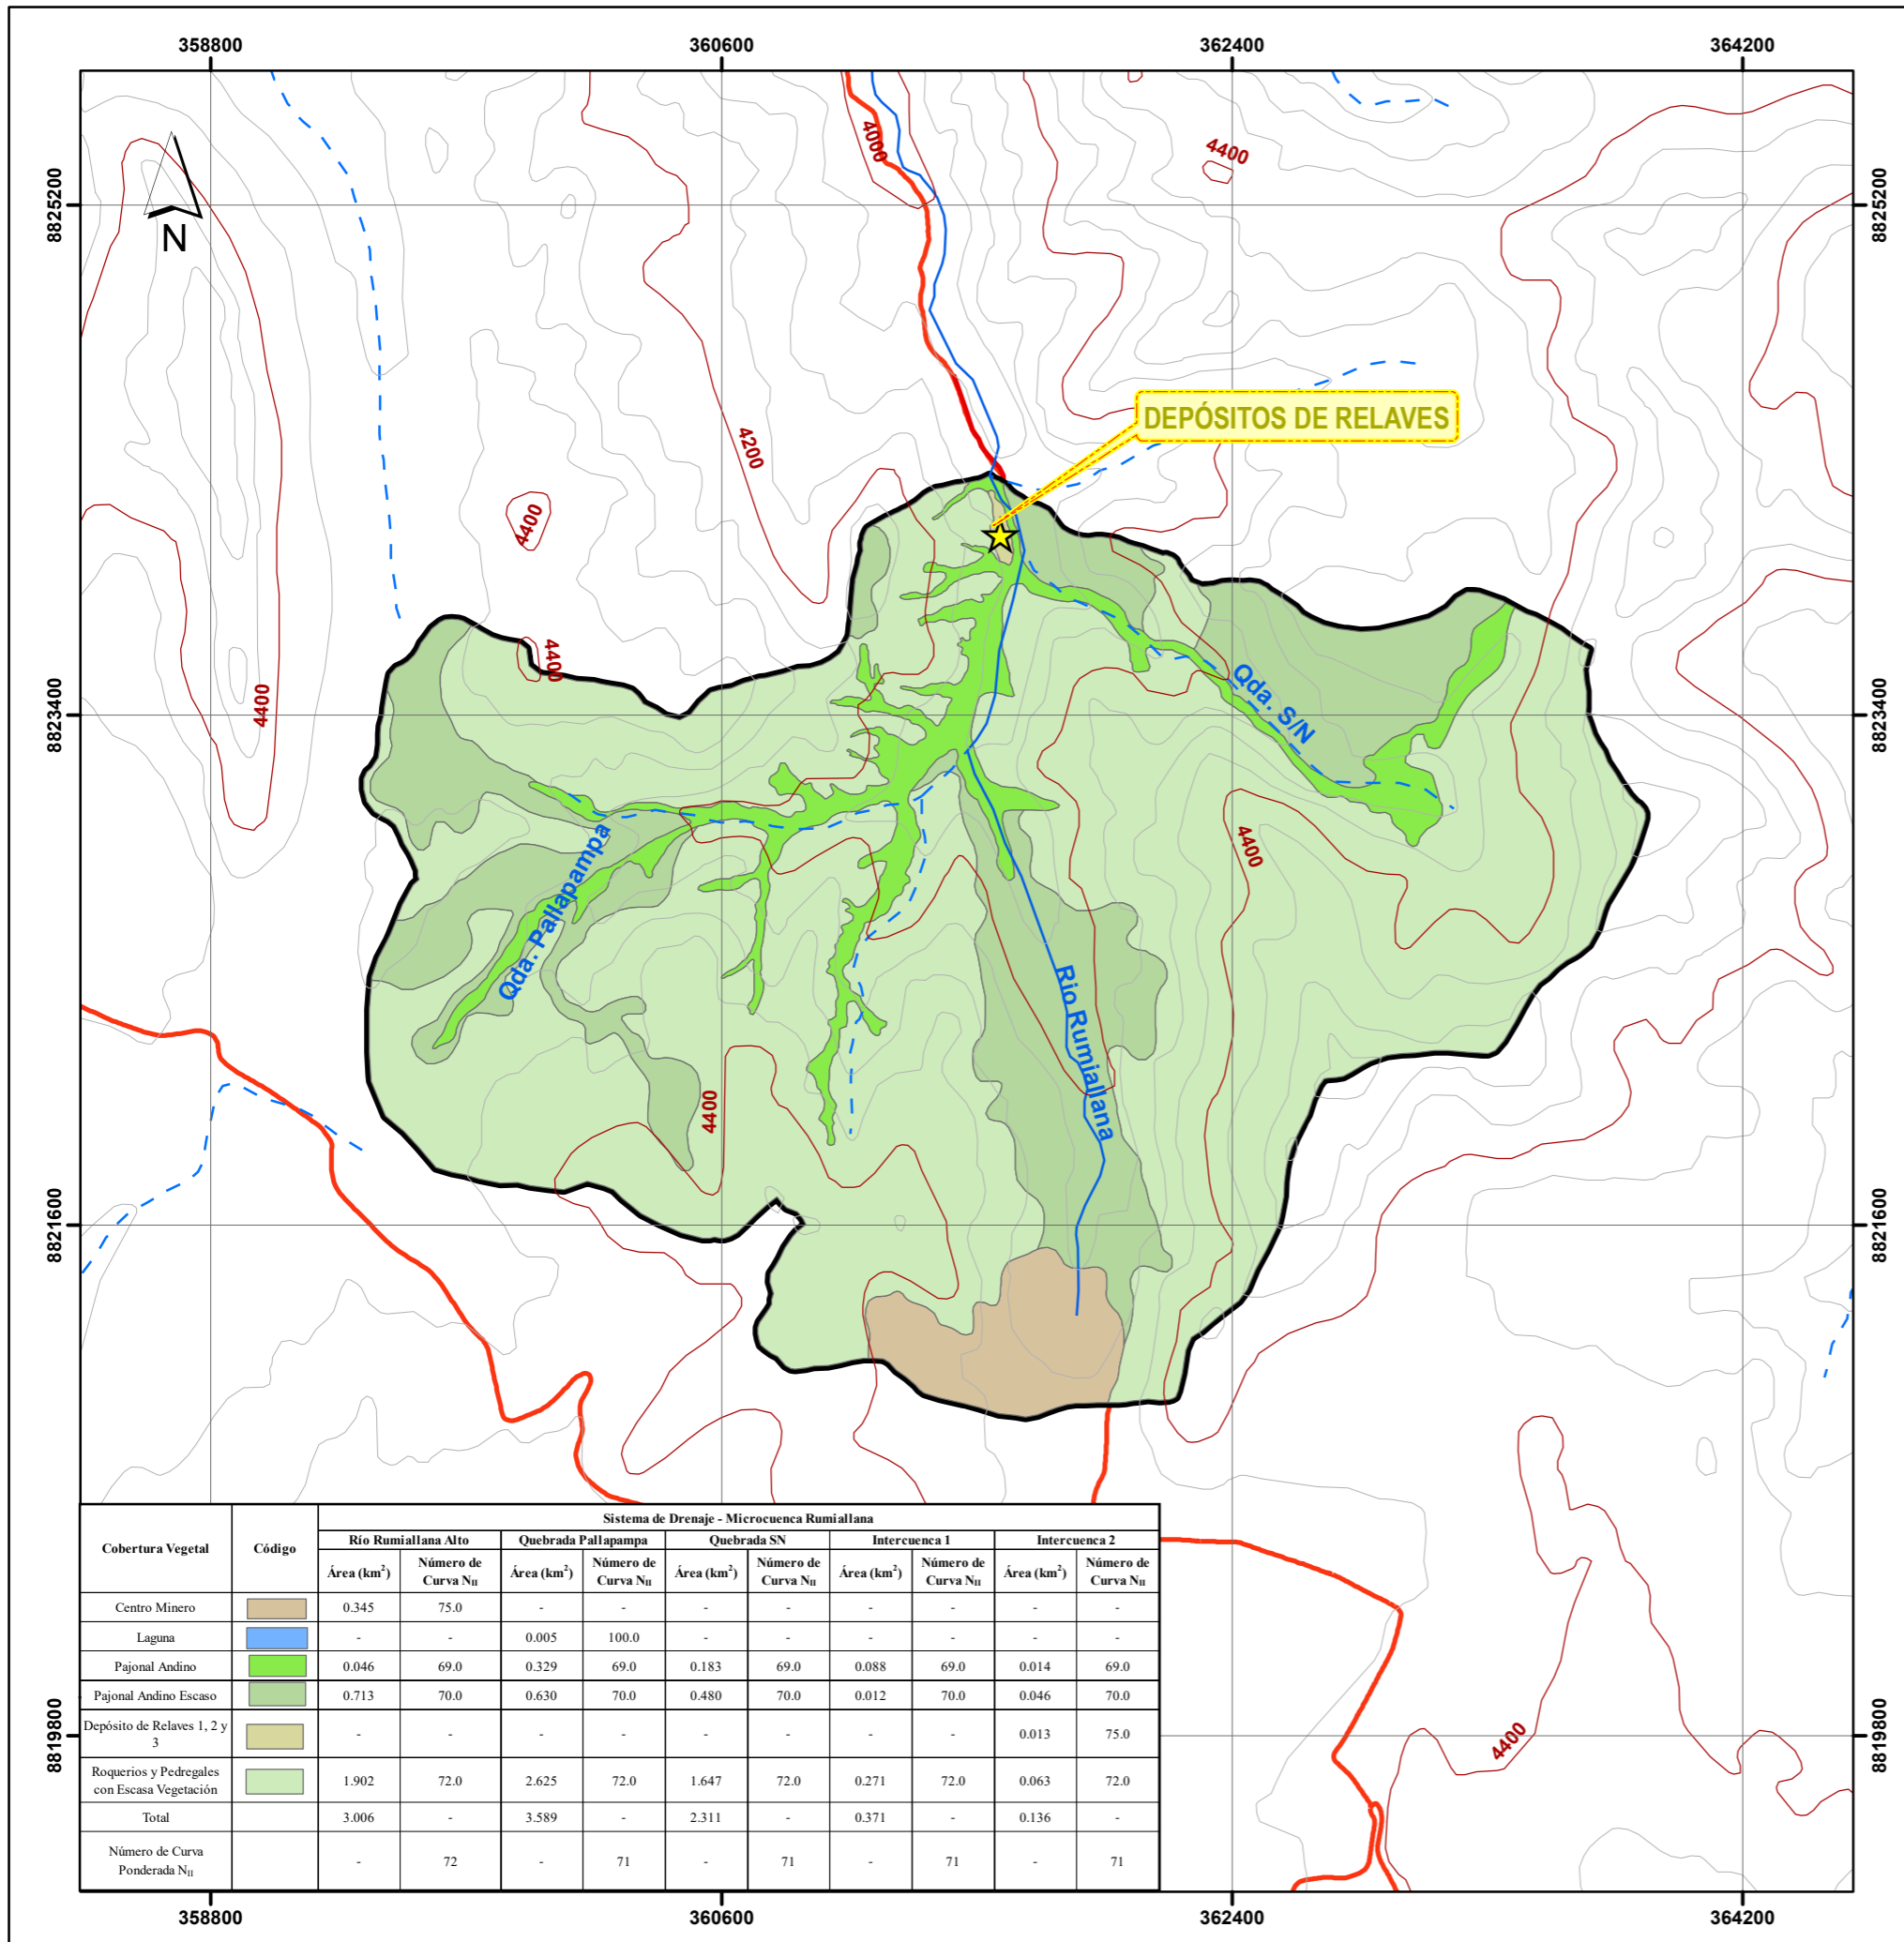 358800 360600 362400 364200
4000
4400
8825200 8825200
N
DEPÓSITOS DE RELAVES
4200
4400
4400
4400
8823400 8823400
Qda. S/N
4400
Qda. Pallapampa
Río Rumiallana
4400
8821600 8821600
4400
8819800 8819800
Sistema de Drenaje - Microcuenca Rumiallana
Cobertura Vegetal Código Río Rumiallana Alto Quebrada Pallapampa Quebrada SN Intercuenca 1 Intercuenca 2
Área (km²) Número de Curva NII Área (km²) Número de Curva NII Área (km²) Número de Curva NII Área (km²) Número de Curva NII Área (km²) Número de Curva NII
Centro Minero 0.345 75.0 - - - - - - - -
Laguna - - 0.005 100.0 - - - - - -
Pajonal Andino 0.046 69.0 0.329 69.0 0.183 69.0 0.088 69.0 0.014 69.0
Pajonal Andino Escaso 0.713 70.0 0.630 70.0 0.480 70.0 0.012 70.0 0.046 70.0
Depósito de Relaves 1, 2 y
3 - - - - - - - - 0.013 75.0
Roquerios y Pedregales
con Escasa Vegetación 1.902 72.0 2.625 72.0 1.647 72.0 0.271 72.0 0.063 72.0
Total 3.006 - 3.589 - 2.311 - 0.371 - 0.136 -
Número de Curva
Ponderada NII - 72 - 71 - 71 - 71 - 71
358800 360600 362400 364200